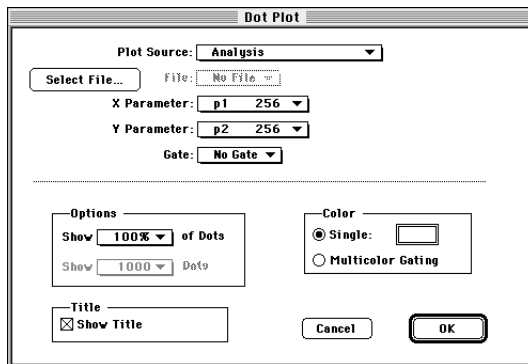 Dot Plot
Plot Source: Analysis
Select File... File: No File
X Parameter: p1 256
Y Parameter: p2 256
Gate: No Gate
Options
Show 100% of Dots
Show 1000 Dots
Color
Single:
Multicolor Gating
Title
Show Title
Cancel OK